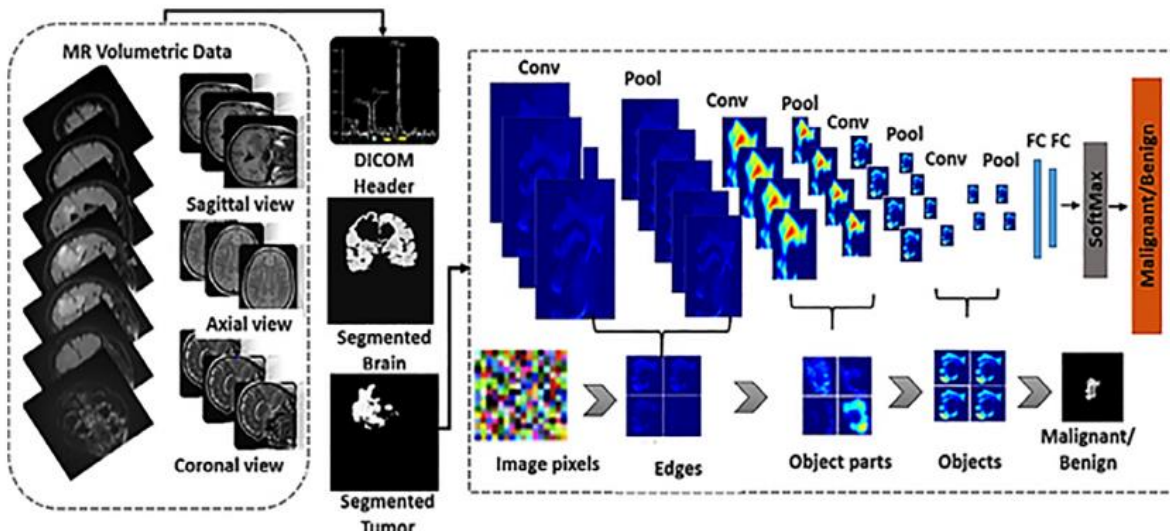 MR Volumetric Data
Sagittal view
Axial view
Coronal view
DICOM
Header
Segmented
Brain
Segmented
Tumor
Conv
Pool
Conv
Pool
Conv
Pool
Conv
Pool
FC FC
SoftMax
Malignant/Benign
Image pixels
Edges
Object parts
Objects
Malignant/
Benign